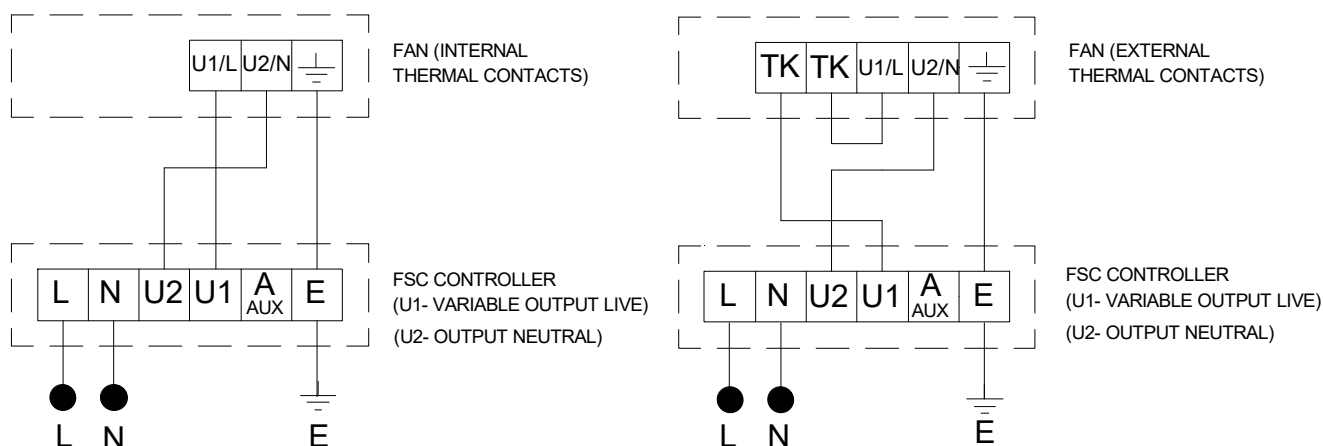 U1/L U2/N
FAN (INTERNAL
THERMAL CONTACTS)
L N U2 U1 A E
AUX
FSC CONTROLLER
(U1- VARIABLE OUTPUT LIVE)
(U2- OUTPUT NEUTRAL)
L N E
TK TK U1/L U2/N
FAN (EXTERNAL
THERMAL CONTACTS)
L N U2 U1 A E
AUX
FSC CONTROLLER
(U1- VARIABLE OUTPUT LIVE)
(U2- OUTPUT NEUTRAL)
L N E